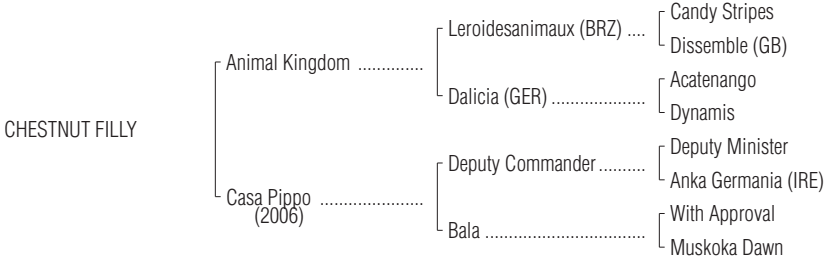 Candy Stripes
Leroidesanimaux (BRZ) ....
Dissemble (GB)
Animal Kingdom ..............
Acatenango
Dalicia (GER) .....................
Dynamis
CHESTNUT FILLY
Deputy Minister
Deputy Commander ..........
Anka Germania (IRE)
Casa Pippo ......................
(2006)
With Approval
Bala ...................................
Muskoka Dawn